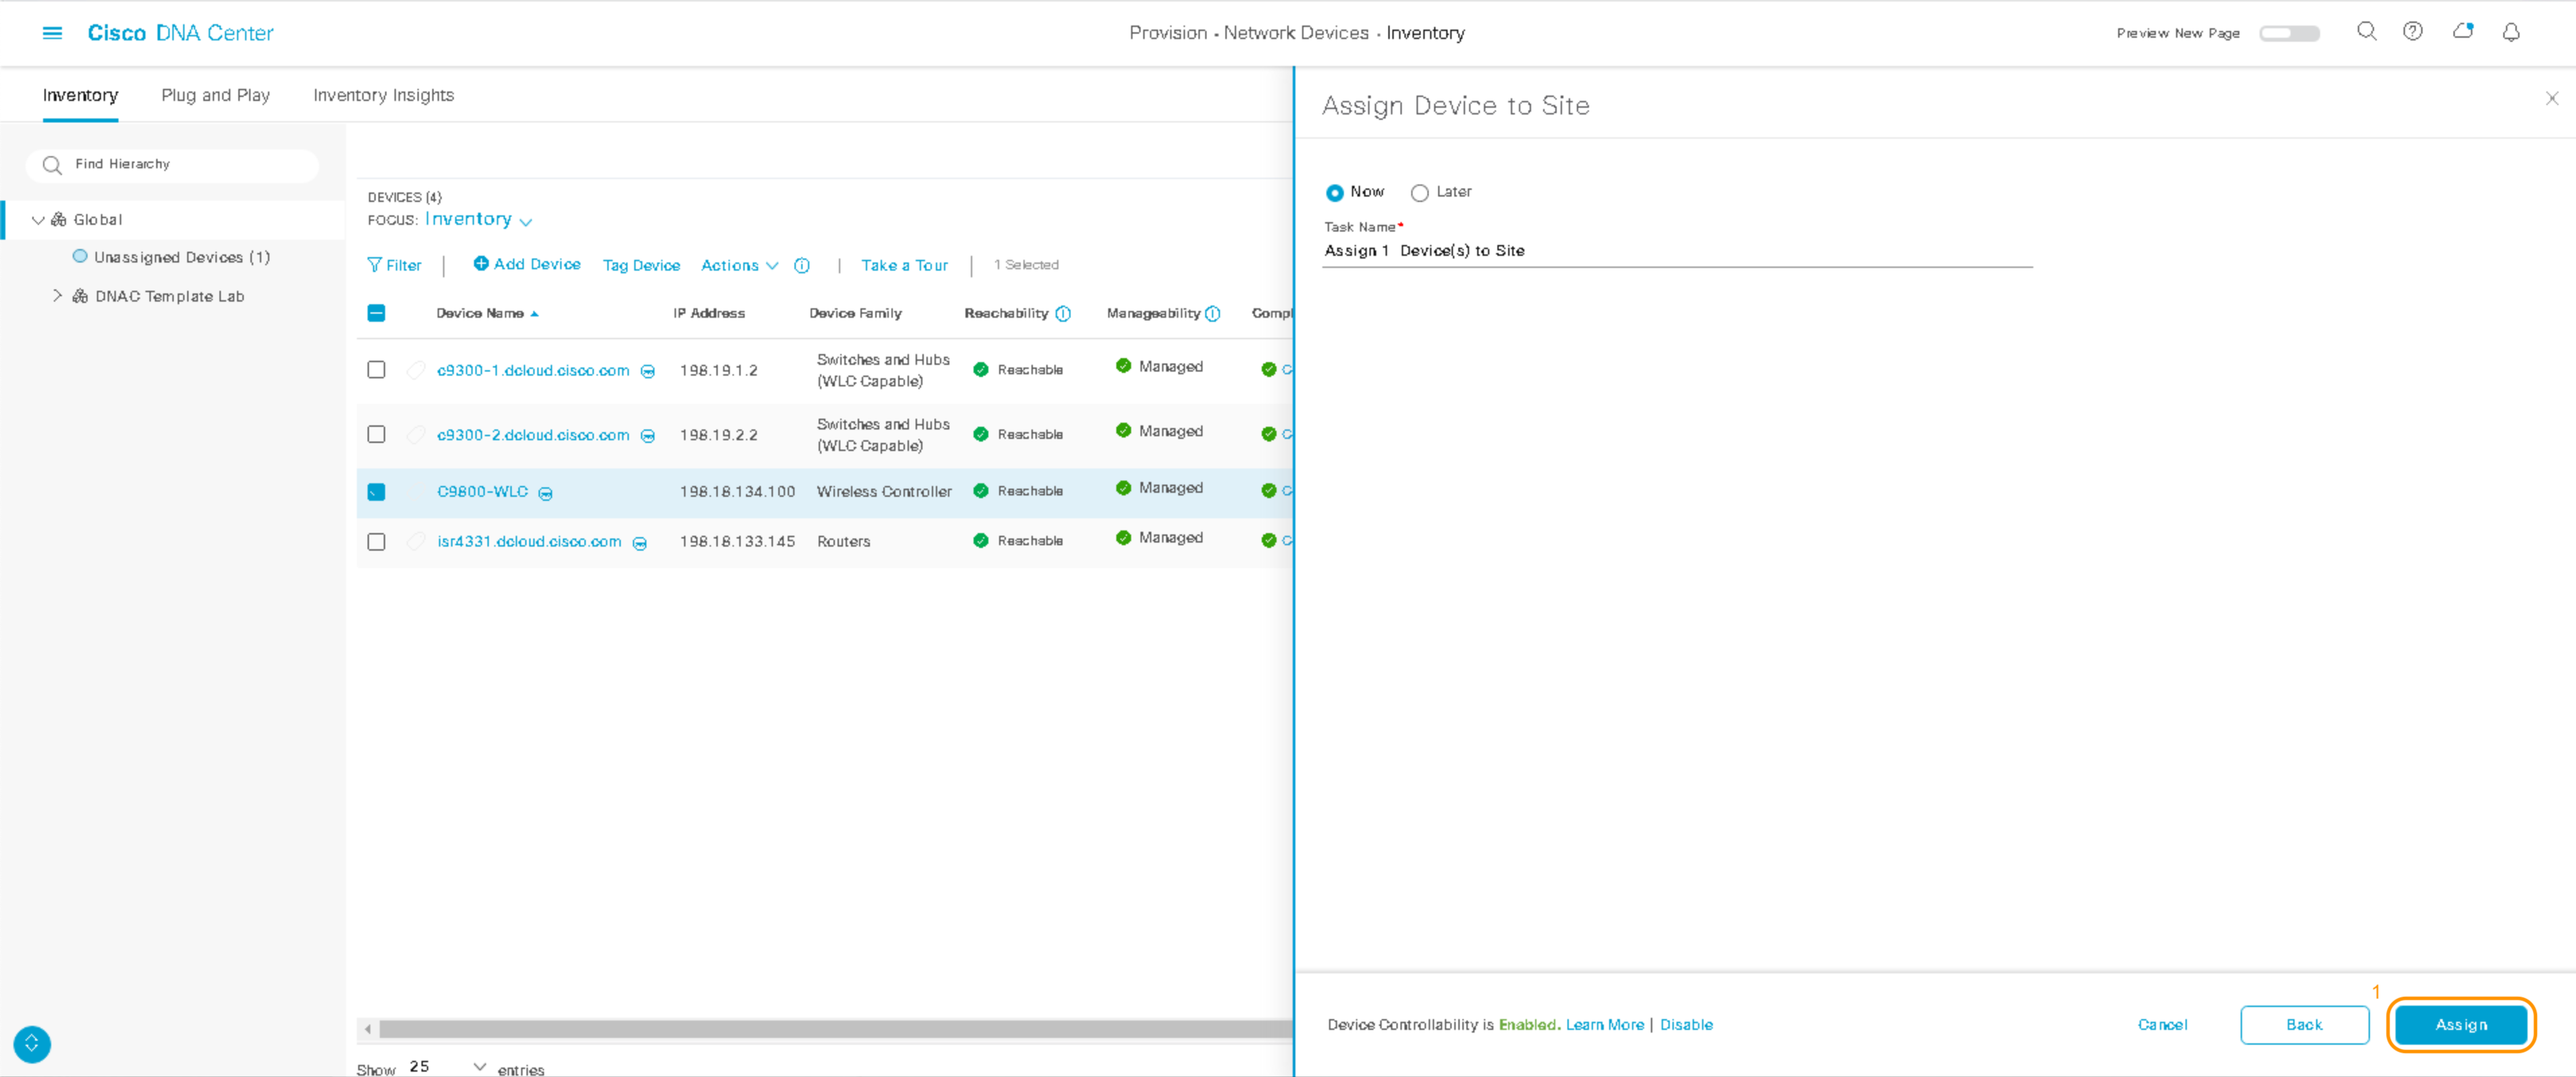 Cisco DNA Center
Provision • Network Devices • Inventory
Preview New Page
Inventory
Plug and Play
Inventory Insights
Assign Device to Site
Find Hierarchy
Global
Unassigned Devices (1)
DNAC Template Lab
DEVICES (4)
FOCUS: Inventory
Filter | Add Device Tag Device Actions | Take a Tour | 1 Selected
Device Name IP Address Device Family Reachability Manageability Compl
c9300-1.dcloud.cisco.com 198.19.1.2 Switches and Hubs (WLC Capable) Reachable Managed C
c9300-2.dcloud.cisco.com 198.19.2.2 Switches and Hubs (WLC Capable) Reachable Managed C
C9800-WLC 198.18.134.100 Wireless Controller Reachable Managed C
isr4331.dcloud.cisco.com 198.18.133.145 Routers Reachable Managed C
Show 25 entries
Now Later
Task Name*
Assign 1 Device(s) to Site
Device Controllability is Enabled. Learn More | Disable
Cancel
Back
1
Assign